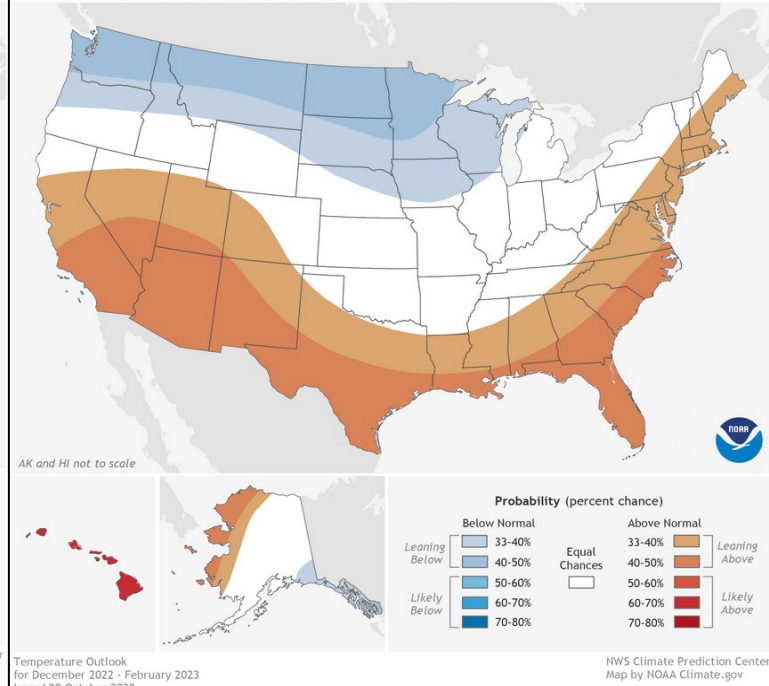 NOAA
AK and HI not to scale
Probability (percent chance)
Below Normal
Above Normal
Leaning Below
33-40%
40-50%
Likely Below
50-60%
60-70%
70-80%
Equal Chances
33-40%
40-50%
Leaning Above
50-60%
60-70%
70-80%
Likely Above
Temperature Outlook
for December 2022 - February 2023
NWS Climate Prediction Center
Map by NOAA Climate.gov